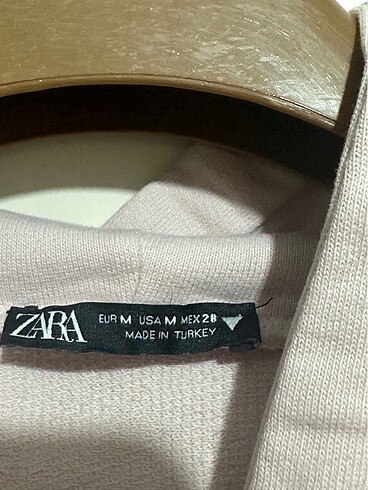 ZARA
EUR M USA M MEX 28
MADE IN TURKEY